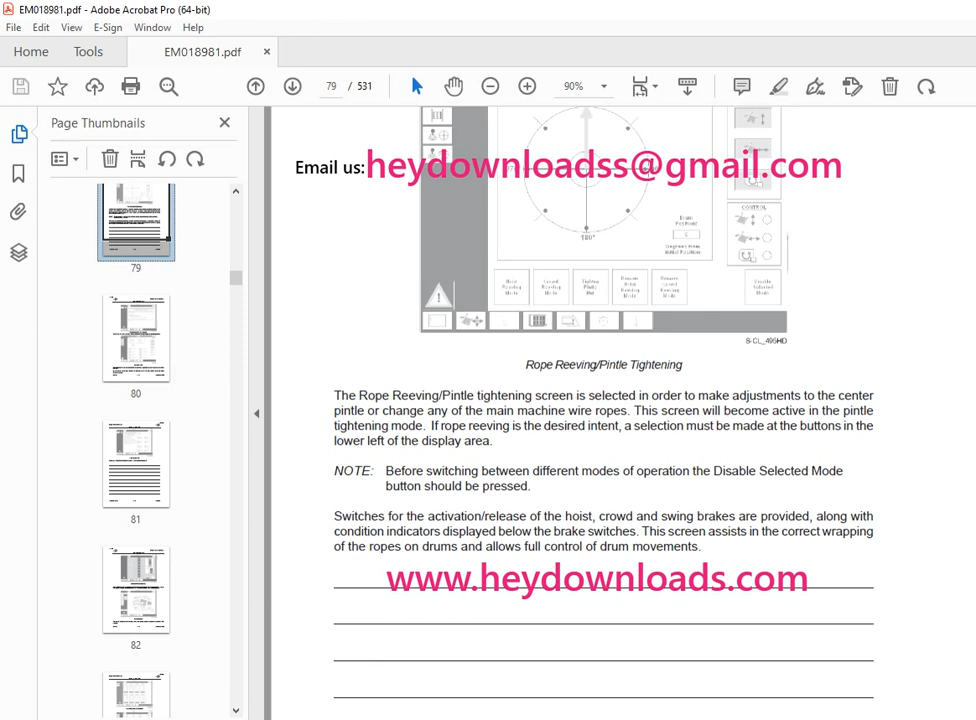 EM018981.pdf - Adobe Acrobat Pro (64-bit)
File Edit View E-Sign Window Help
Home Tools EM018981.pdf ×
79 / 531 90%
Page Thumbnails
79
80
81
82
Email us:heydownloadss@gmail.com
CONTROL
180°
S-CL_495HD
Rope Reeving/Pintle Tightening
The Rope Reeving/Pintle tightening screen is selected in order to make adjustments to the center
pintle or change any of the main machine wire ropes. This screen will become active in the pintle
tightening mode. If rope reeving is the desired intent, a selection must be made at the buttons in the
lower left of the display area.
NOTE: Before switching between different modes of operation the Disable Selected Mode
button should be pressed.
Switches for the activation/release of the hoist, crowd and swing brakes are provided, along with
condition indicators displayed below the brake switches. This screen assists in the correct wrapping
of the ropes on drums and allows full control of drum movements.
www.heydownloads.com